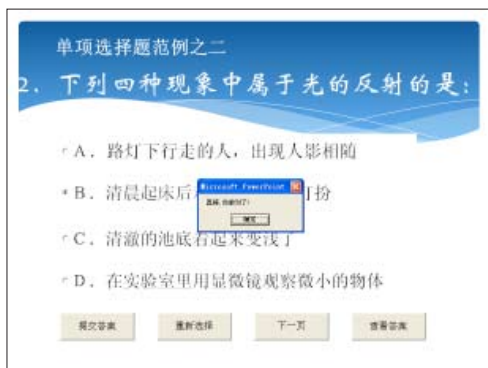 单项选择题范例之二
2. 下列四种现象中属于光的反射的是:
A. 路灯下行走的人，出现人影相随
B. 清晨起床后 打扮
Microsoft PowerPoint
C. 清澈的池底看起来变浅了
D. 在实验室里用显微镜观察微小的物体
提交答案 重新选择 下一页 查看答案